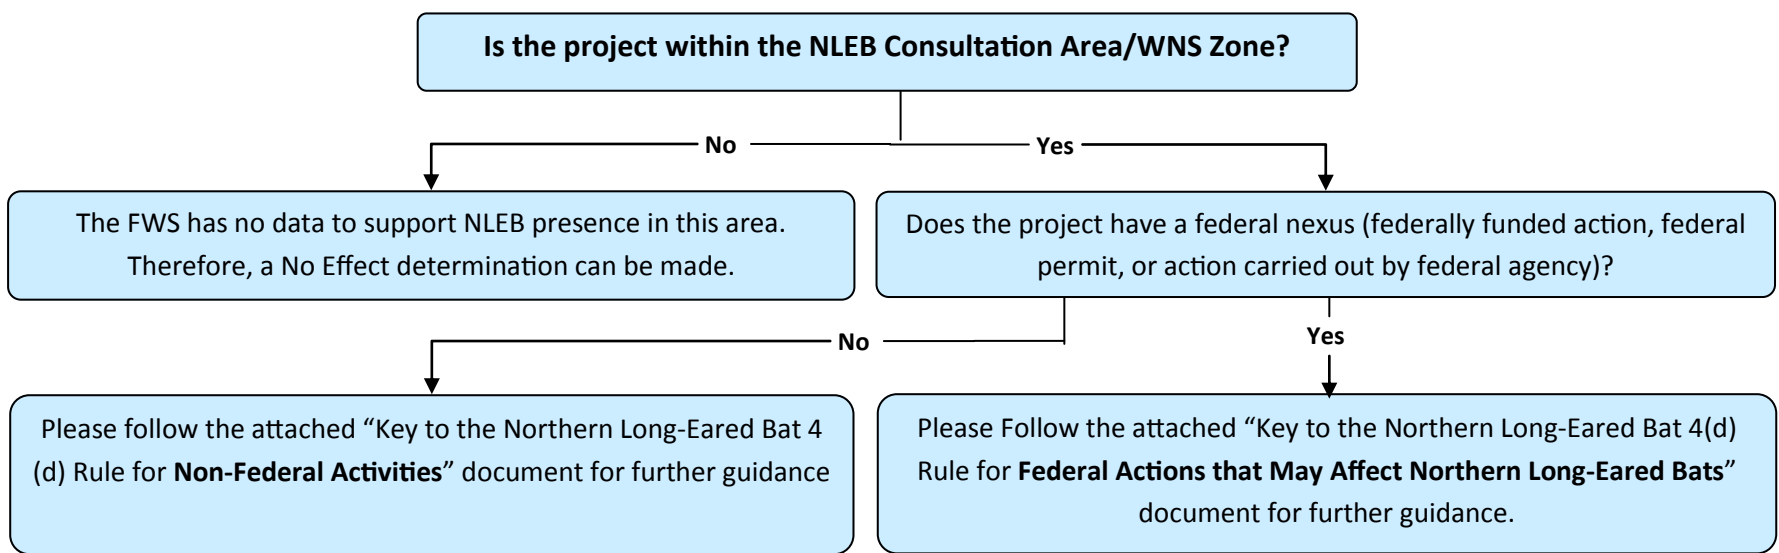 Is the project within the NLEB Consultation Area/WNS Zone?
No
Yes
The FWS has no data to support NLEB presence in this area.
Therefore, a No Effect determination can be made.
Does the project have a federal nexus (federally funded action, federal
permit, or action carried out by federal agency)?
No
Yes
Please follow the attached “Key to the Northern Long-Eared Bat 4
(d) Rule for Non-Federal Activities” document for further guidance
Please Follow the attached “Key to the Northern Long-Eared Bat 4(d)
Rule for Federal Actions that May Affect Northern Long-Eared Bats”
document for further guidance.